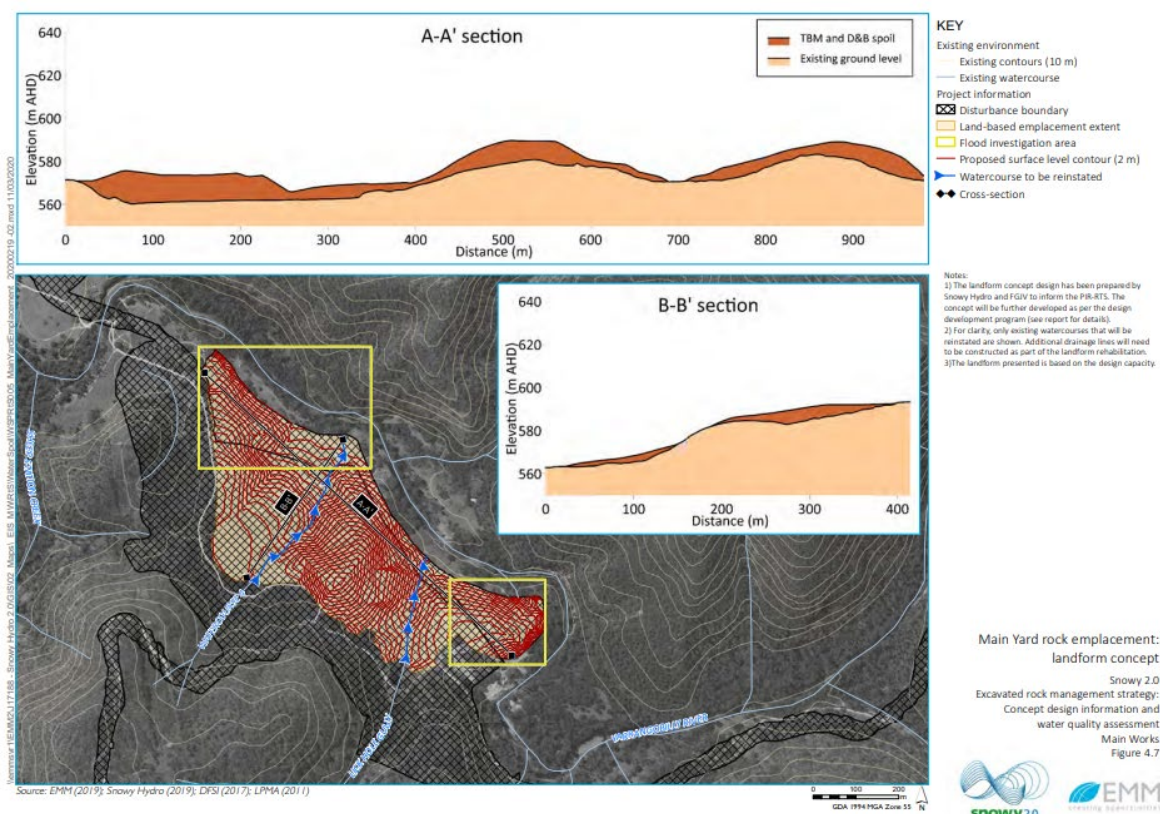 A-A' section
TBM and D&B spoil
Existing ground level
Elevation (m AHD)
640
620
600
580
560
0
100
200
300
400
500
600
700
800
900
Distance (m)
B-B' section
Elevation (m AHD)
640
620
600
580
560
0
100
200
300
400
Distance (m)
B-B'
A-A'
WATERCOURSE 4
YARRANGOBILLY RIVER
KEY
Existing environment
Existing contours (10 m)
Existing watercourse
Project information
Disturbance boundary
Land-based emplacement extent
Flood investigation area
Proposed surface level contour (2 m)
Watercourse to be reinstated
Cross-section
Notes:
1) The landform concept design has been prepared by
Snowy Hydro and FGJV to inform the PIR-RTS. The
concept will be further developed as per the design
development program (see report for details).
2) For clarity, only existing watercourses that will be
reinstated are shown. Additional drainage lines will need
to be constructed as part of the landform rehabilitation.
3)The landform presented is based on the design capacity.
Main Yard rock emplacement:
landform concept
Snowy 2.0
Excavated rock management strategy:
Concept design information and
water quality assessment
Main Works
Figure 4.7
snowy2.0
EMM
creating opportunities
Source: EMM (2019); Snowy Hydro (2019); DFSI (2017); LPMA (2011)
0 100 200
m
GDA 1994 MGA Zone 55
N